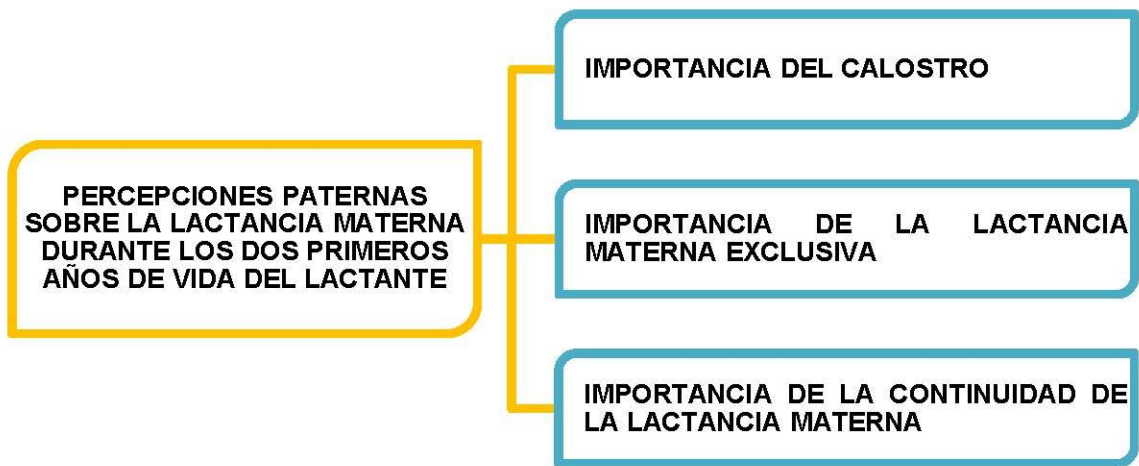 PERCEPCIONES PATERNAS
SOBRE LA LACTANCIA MATERNA
DURANTE LOS DOS PRIMEROS
AÑOS DE VIDA DEL LACTANTE
IMPORTANCIA DEL CALOSTRO
IMPORTANCIA DE LA LACTANCIA
MATERNA EXCLUSIVA
IMPORTANCIA DE LA CONTINUIDAD DE
LA LACTANCIA MATERNA